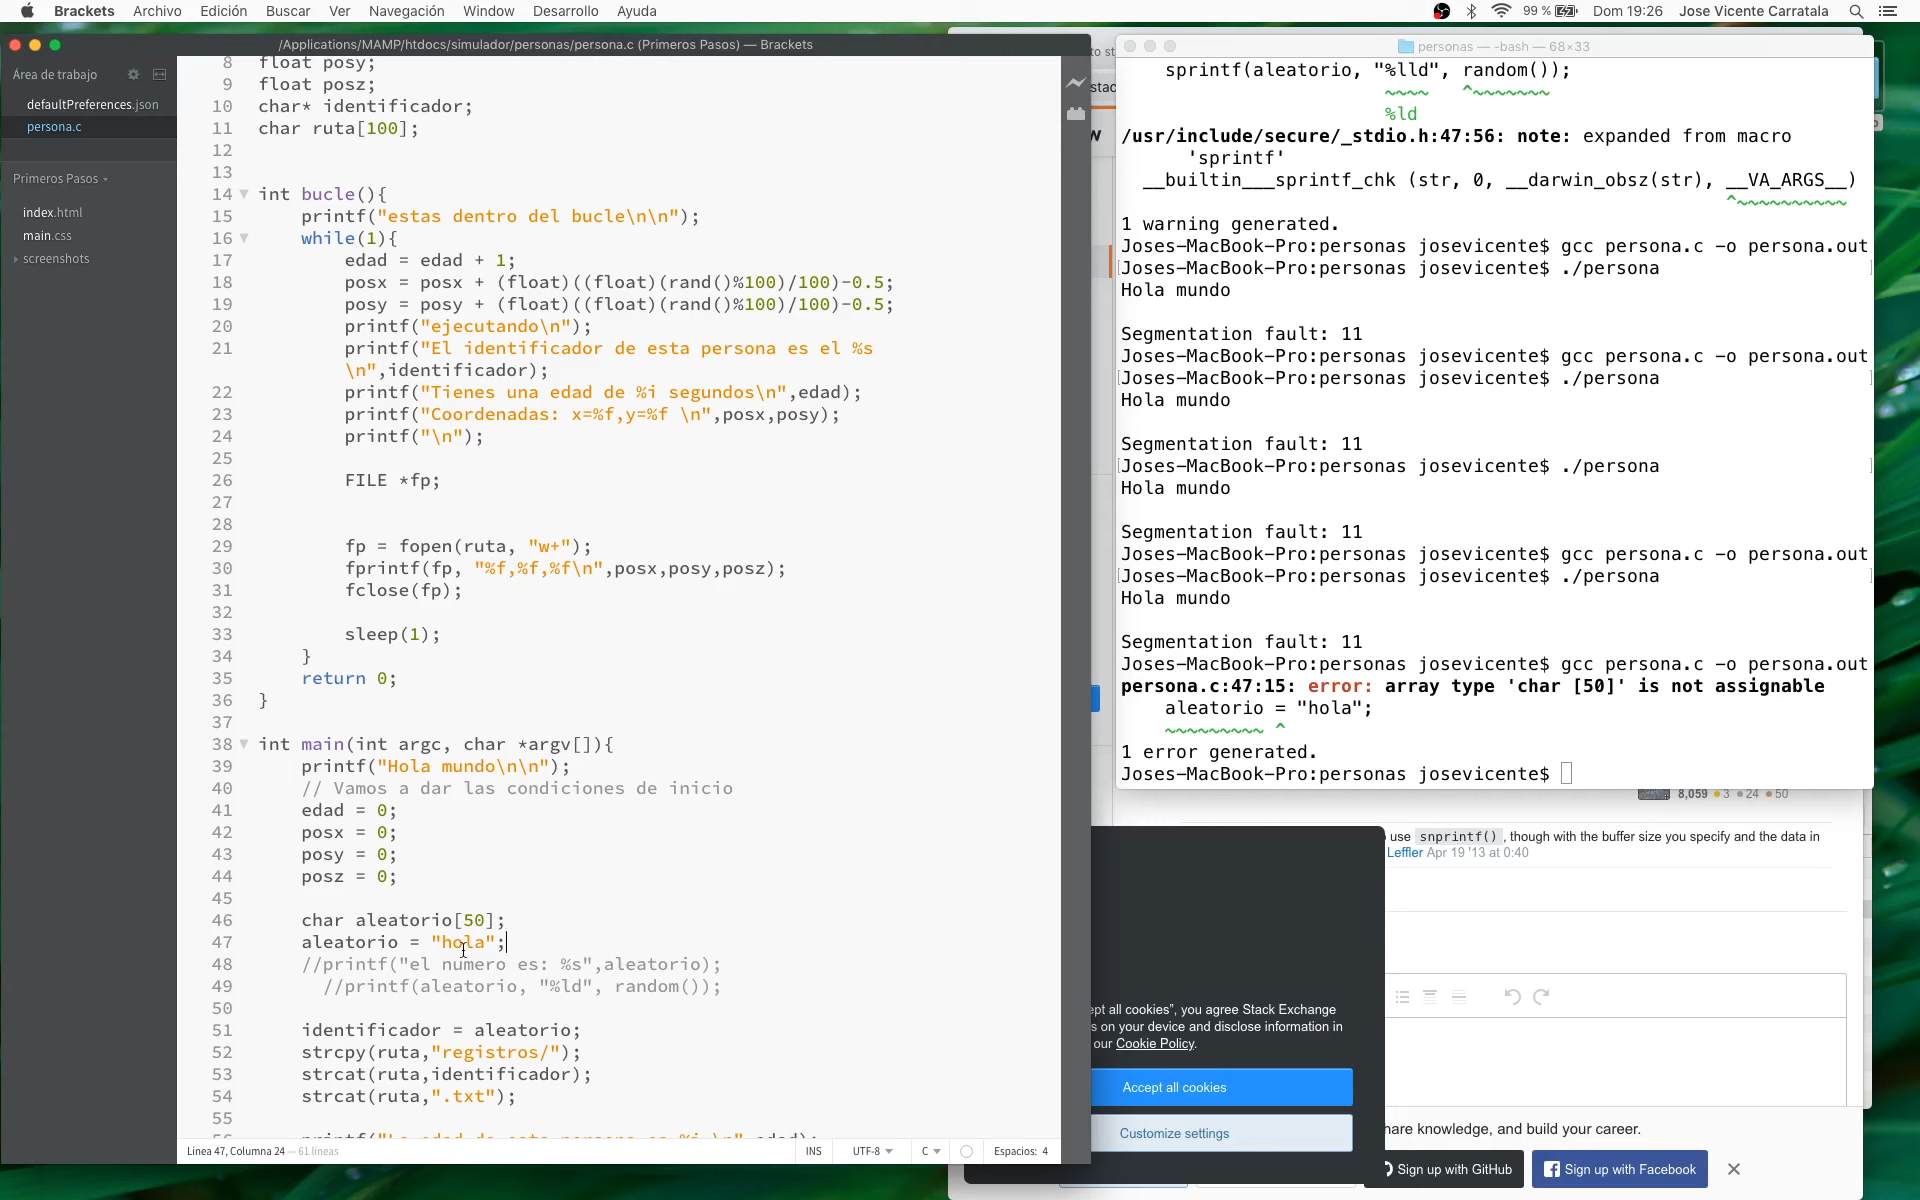 Brackets Archivo Edición Buscar Ver Navegación Window Desarrollo Ayuda
99 % Dom 19:26 Jose Vicente Carratala
/Applications/MAMP/htdocs/simulador/personas/persona.c (Primeros Pasos) — Brackets
Área de trabajo
defaultPreferences.json
persona.c
Primeros Pasos
index.html
main.css
screenshots
8 float posy;
9 float posz;
10 char* identificador;
11 char ruta[100];
12
13
14 int bucle(){
15 printf("estas dentro del bucle\n\n");
16 while(1){
17 edad = edad + 1;
18 posx = posx + (float)((float)(rand()%100)/100)-0.5;
19 posy = posy + (float)((float)(rand()%100)/100)-0.5;
20 printf("ejecutando\n");
21 printf("El identificador de esta persona es el %s
\n",identificador);
22 printf("Tienes una edad de %i segundos\n",edad);
23 printf("Coordenadas: x=%f,y=%f \n",posx,posy);
24 printf("\n");
25
26 FILE *fp;
27
28
29 fp = fopen(ruta, "w+");
30 fprintf(fp, "%f,%f,%f\n",posx,posy,posz);
31 fclose(fp);
32
33 sleep(1);
34 }
35 return 0;
36 }
37
38 int main(int argc, char *argv[]){
39 printf("Hola mundo\n\n");
40 // Vamos a dar las condiciones de inicio
41 edad = 0;
42 posx = 0;
43 posy = 0;
44 posz = 0;
45
46 char aleatorio[50];
47 aleatorio = "hola";
48 //printf("el numero es: %s",aleatorio);
49 //printf(aleatorio, "%ld", random());
50
51 identificador = aleatorio;
52 strcpy(ruta,"registros/");
53 strcat(ruta,identificador);
54 strcat(ruta,".txt");
55
Línea 47, Columna 24 — 61 líneas
INS UTF-8 C Espacios: 4
personas — -bash — 68×33
sprintf(aleatorio, "%lld", random());
~~~~ ^~~~~~~~
%ld
/usr/include/secure/_stdio.h:47:56: note: expanded from macro
'sprintf'
__builtin___sprintf_chk (str, 0, __darwin_obsz(str), __VA_ARGS__)
^~~~~~~~~~~
1 warning generated.
Joses-MacBook-Pro:personas josevicente$ gcc persona.c -o persona.out
[Joses-MacBook-Pro:personas josevicente$ ./persona ]
Hola mundo
Segmentation fault: 11
Joses-MacBook-Pro:personas josevicente$ gcc persona.c -o persona.out
[Joses-MacBook-Pro:personas josevicente$ ./persona ]
Hola mundo
Segmentation fault: 11
[Joses-MacBook-Pro:personas josevicente$ ./persona ]
Hola mundo
Segmentation fault: 11
Joses-MacBook-Pro:personas josevicente$ gcc persona.c -o persona.out
[Joses-MacBook-Pro:personas josevicente$ ./persona ]
Hola mundo
Segmentation fault: 11
Joses-MacBook-Pro:personas josevicente$ gcc persona.c -o persona.out
persona.c:47:15: error: array type 'char [50]' is not assignable
aleatorio = "hola";
~~~~~~~~~ ^
1 error generated.
Joses-MacBook-Pro:personas josevicente$
8,059 3 24 50
use snprintf(), though with the buffer size you specify and the data in
Leffler Apr 19 '13 at 0:40
ept all cookies”, you agree Stack Exchange
s on your device and disclose information in
our Cookie Policy.
Accept all cookies
Customize settings
hare knowledge, and build your career.
Sign up with GitHub
Sign up with Facebook